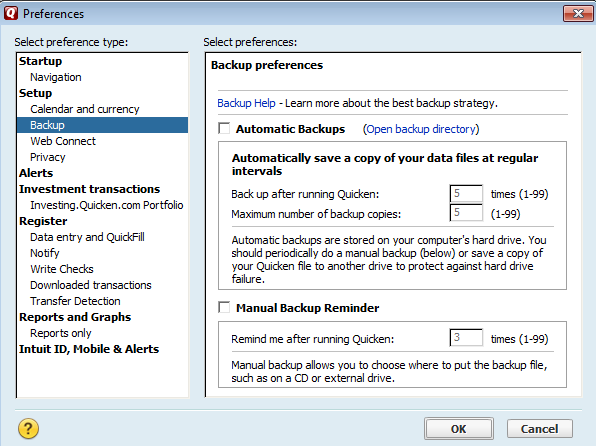 Preferences
Select preference type:
Startup
Navigation
Setup
Calendar and currency
Backup
Web Connect
Privacy
Alerts
Investment transactions
Investing.Quicken.com Portfolio
Register
Data entry and QuickFill
Notify
Write Checks
Downloaded transactions
Transfer Detection
Reports and Graphs
Reports only
Intuit ID, Mobile & Alerts
Select preferences:
Backup preferences
Backup Help - Learn more about the best backup strategy.
Automatic Backups (Open backup directory)
Automatically save a copy of your data files at regular
intervals
Back up after running Quicken: 5 times (1-99)
Maximum number of backup copies: 5 (1-99)
Automatic backups are stored on your computer's hard drive. You
should periodically do a manual backup (below) or save a copy of
your Quicken file to another drive to protect against hard drive
failure.
Manual Backup Reminder
Remind me after running Quicken: 3 times (1-99)
Manual backup allows you to choose where to put the backup file,
such as on a CD or external drive.
?
OK Cancel